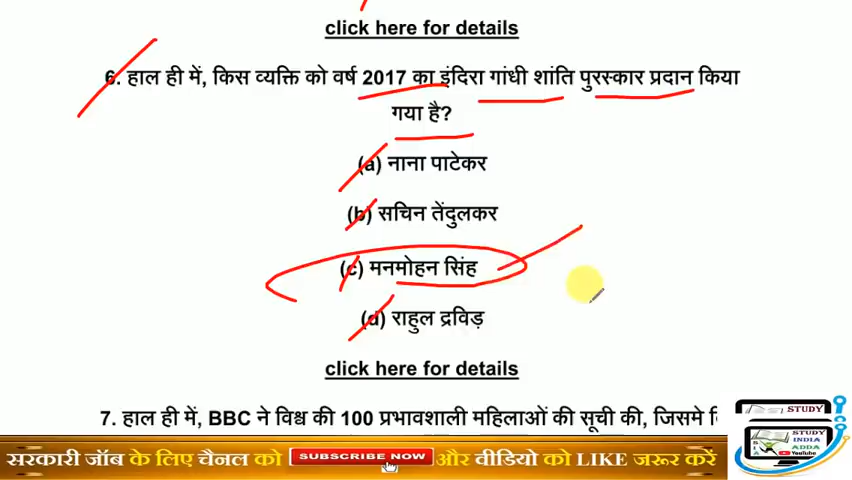 click here for details
6. हाल ही में, किस व्यक्ति को वर्ष 2017 का इंदिरा गांधी शांति पुरस्कार प्रदान किया
गया है?
(a) नाना पाटेकर
(b) सचिन तेंदुलकर
(c) मनमोहन सिंह
(d) राहुल द्रविड़
click here for details
7. हाल ही में, BBC ने विश्व की 100 प्रभावशाली महिलाओं की सूची की, जिसमे
सरकारी जॉब के लिए चैनल को SUBSCRIBE NOW और वीडियो को LIKE जरूर करें
STUDY
STUDY
INDIA
ADDA
YouTube